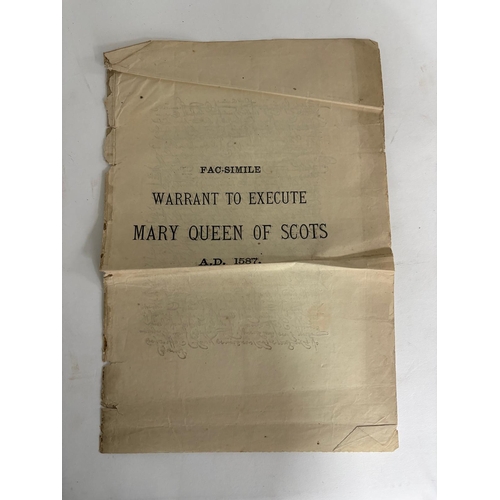 FAC-SIMILE
WARRANT TO EXECUTE
MARY QUEEN OF SCOTS
A.D. 1587.